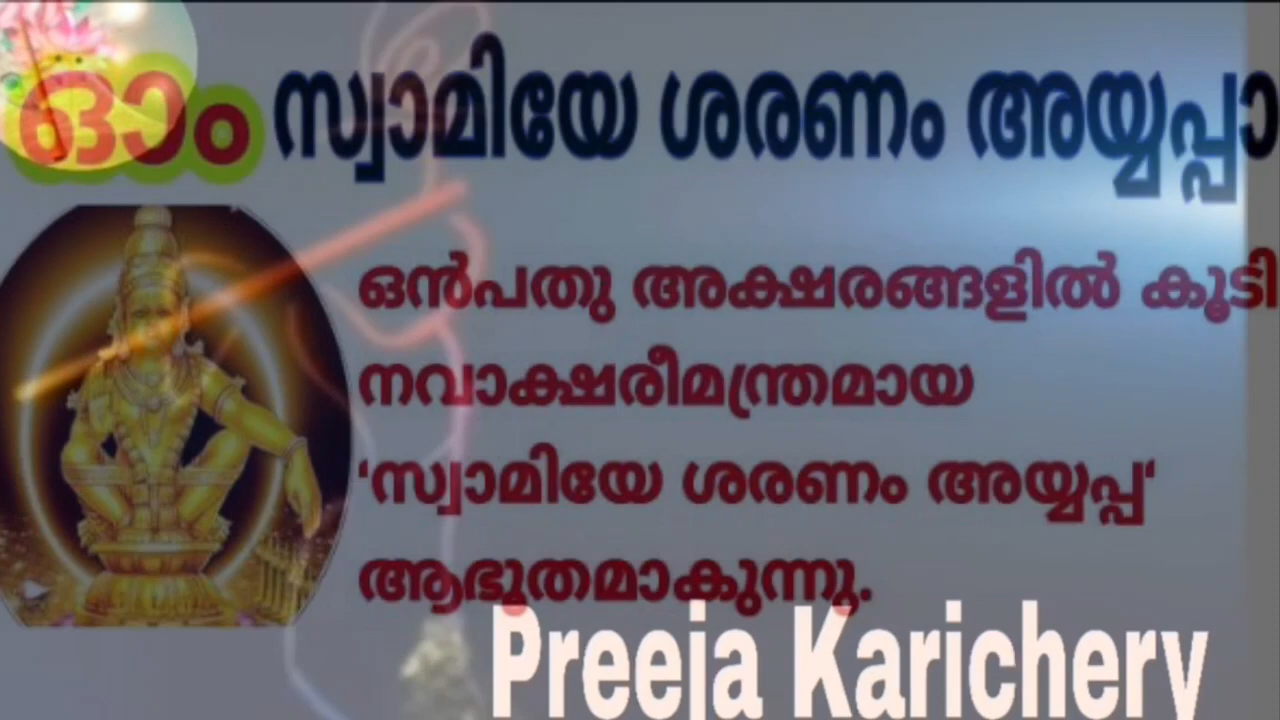 ഓം സ്വാമിയേ ശരണം അയ്യപ്പാ
ഒൻപതു അക്ഷരങ്ങളിൽ കൂടി
നവാക്ഷരീമന്ത്രമായ
‘സ്വാമിയേ ശരണം അയ്യപ്പ‘
ആഭൂതമാകുന്നു.
Preeja Karichery